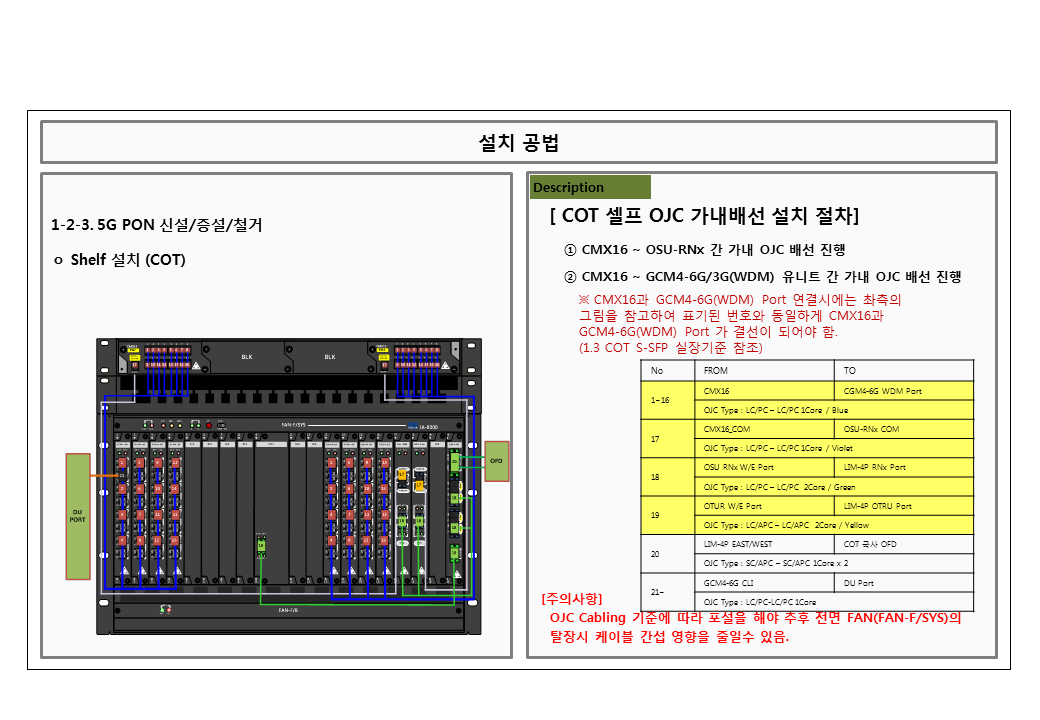 설치 공법
1-2-3. 5G PON 신설/증설/철거
ㅇ Shelf 설치 (COT)
BLK
BLK
FAN-F/SYS
IA-8000
DU
PORT
OFD
FAN-F/B
Description
[ COT 셀프 OJC 가내배선 설치 절차]
① CMX16 ~ OSU-RNx 간 가내 OJC 배선 진행
② CMX16 ~ GCM4-6G/3G(WDM) 유니트 간 가내 OJC 배선 진행
※ CMX16과 GCM4-6G(WDM) Port 연결시에는 촤측의
그림을 참고하여 표기된 번호와 동일하게 CMX16과
GCM4-6G(WDM) Port 가 결선이 되어야 함.
(1.3 COT S-SFP 실장기준 참조)
No FROM TO
1~16 CMX16 CGM4-6G WDM Port
OJC Type : LC/PC – LC/PC 1Core / Blue
17 CMX16_COM OSU-RNx COM
OJC Type : LC/PC – LC/PC 1Core / Violet
18 OSU RNx W/E Port LIM-4P RNx Port
OJC Type : LC/PC – LC/PC 2Core / Green
19 OTUR W/E Port LIM-4P OTRU Port
OJC Type : LC/APC – LC/APC 2Core / Yellow
20 LIM-4P EAST/WEST COT 국사 OFD
OJC Type : SC/APC – SC/APC 1Core x 2
21~ GCM4-6G CLI DU Port
OJC Type : LC/PC-LC/PC 1Core
[주의사항]
OJC Cabling 기준에 따라 포설을 해야 추후 전면 FAN(FAN-F/SYS)의
탈장시 케이블 간섭 영향을 줄일수 있음.